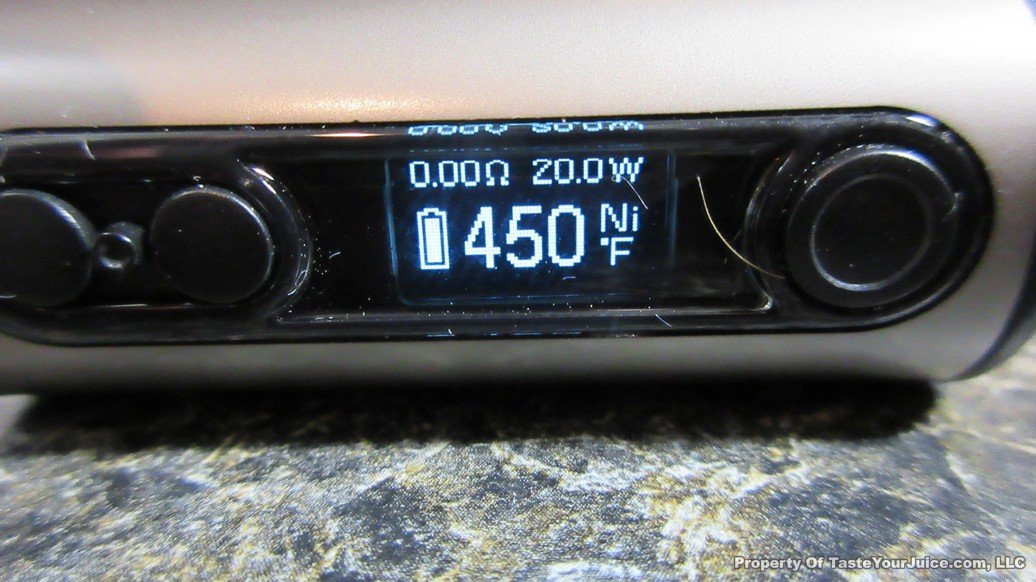 0.00Ω 20.0W
450 Ni
°F
Property Of TasteYourJuice.com, LLC